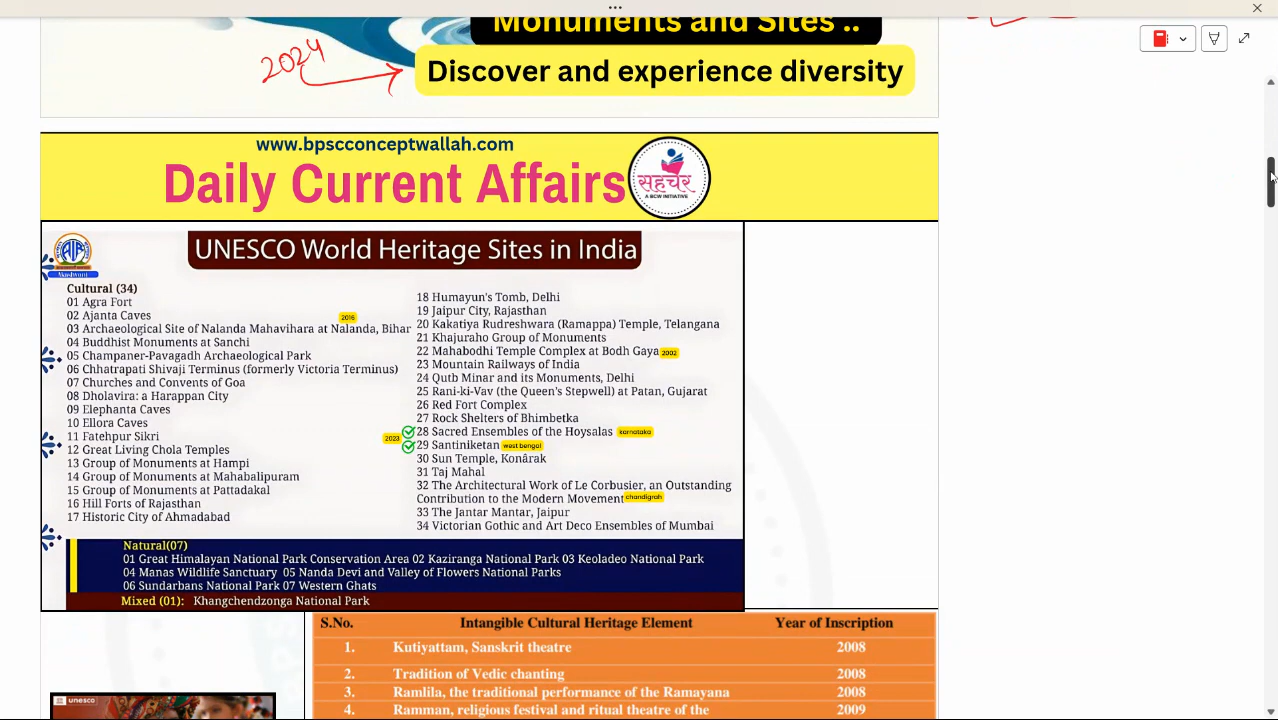 Monuments and Sites ..
2024
Discover and experience diversity
www.bpscconceptwallah.com
Daily Current Affairs
सहचर
A BCW INITIATIVE
AIR
UNESCO World Heritage Sites in India
Cultural (34)
01 Agra Fort
02 Ajanta Caves
2016
03 Archaeological Site of Nalanda Mahavihara at Nalanda, Bihar
04 Buddhist Monuments at Sanchi
05 Champaner-Pavagadh Archaeological Park
06 Chhatrapati Shivaji Terminus (formerly Victoria Terminus)
07 Churches and Convents of Goa
08 Dholavira: a Harappan City
09 Elephanta Caves
10 Ellora Caves
11 Fatehpur Sikri
12 Great Living Chola Temples
13 Group of Monuments at Hampi
14 Group of Monuments at Mahabalipuram
15 Group of Monuments at Pattadakal
16 Hill Forts of Rajasthan
17 Historic City of Ahmadabad
18 Humayun's Tomb, Delhi
19 Jaipur City, Rajasthan
20 Kakatiya Rudreshwara (Ramappa) Temple, Telangana
21 Khajuraho Group of Monuments
22 Mahabodhi Temple Complex at Bodh Gaya 2002
23 Mountain Railways of India
24 Qutb Minar and its Monuments, Delhi
25 Rani-ki-Vav (the Queen's Stepwell) at Patan, Gujarat
26 Red Fort Complex
27 Rock Shelters of Bhimbetka
28 Sacred Ensembles of the Hoysalas karnataka
2023
29 Santiniketan west bengal
30 Sun Temple, Konârak
31 Taj Mahal
32 The Architectural Work of Le Corbusier, an Outstanding
Contribution to the Modern Movement chandigrah
33 The Jantar Mantar, Jaipur
34 Victorian Gothic and Art Deco Ensembles of Mumbai
Natural(07)
01 Great Himalayan National Park Conservation Area 02 Kaziranga National Park 03 Keoladeo National Park
04 Manas Wildlife Sanctuary 05 Nanda Devi and Valley of Flowers National Parks
06 Sundarbans National Park 07 Western Ghats
Mixed (01): Khangchendzonga National Park
S.No. Intangible Cultural Heritage Element Year of Inscription
1. Kutiyattam, Sanskrit theatre 2008
2. Tradition of Vedic chanting 2008
3. Ramlila, the traditional performance of the Ramayana 2008
4. Ramman, religious festival and ritual theatre of the 2009
unesco